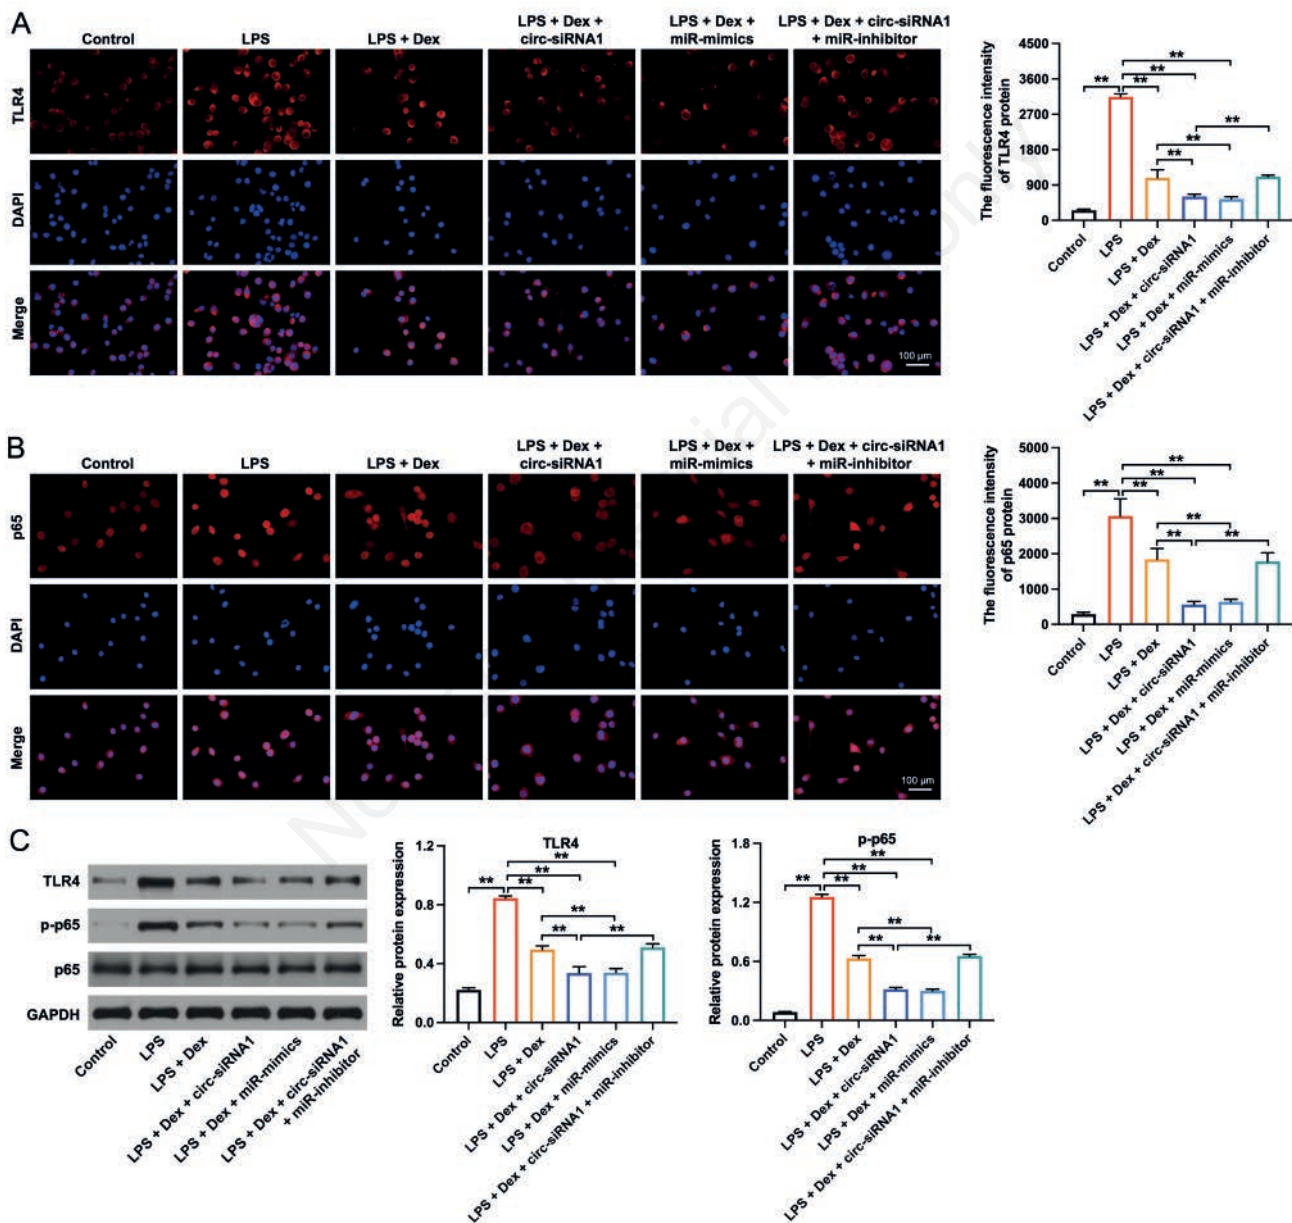 A
Control
LPS
LPS + Dex
LPS + Dex +
circ-siRNA1
LPS + Dex +
miR-mimics
LPS + Dex + circ-siRNA1
+ miR-inhibitor
TLR4
DAPI
Merge
100 μm
The fluorescence intensity
of TLR4 protein
4500
3600
2700
1800
900
0
**
**
**
**
**
**
**
Control
LPS
LPS + Dex
LPS + Dex + circ-siRNA1
LPS + Dex + miR-mimics
LPS + Dex + circ-siRNA1 + miR-inhibitor
B
Control
LPS
LPS + Dex
LPS + Dex +
circ-siRNA1
LPS + Dex +
miR-mimics
LPS + Dex + circ-siRNA1
+ miR-inhibitor
p65
DAPI
Merge
100 μm
The fluorescence intensity
of p65 protein
5000
4000
3000
2000
1000
0
**
**
**
**
**
**
**
Control
LPS
LPS + Dex
LPS + Dex + circ-siRNA1
LPS + Dex + miR-mimics
LPS + Dex + circ-siRNA1 + miR-inhibitor
C
TLR4
p-p65
p65
GAPDH
Control
LPS
LPS + Dex
LPS + Dex + circ-siRNA1
LPS + Dex + miR-mimics
LPS + Dex + circ-siRNA1
+ miR-inhibitor
TLR4
Relative protein expression
1.2
0.8
0.4
0.0
**
**
**
**
**
**
**
Control
LPS
LPS + Dex
LPS + Dex + circ-siRNA1
LPS + Dex + miR-mimics
LPS + Dex + circ-siRNA1 + miR-inhibitor
p-p65
Relative protein expression
1.8
1.2
0.6
0.0
**
**
**
**
**
**
**
Control
LPS
LPS + Dex
LPS + Dex + circ-siRNA1
LPS + Dex + miR-mimics
LPS + Dex + circ-siRNA1 + miR-inhibitor